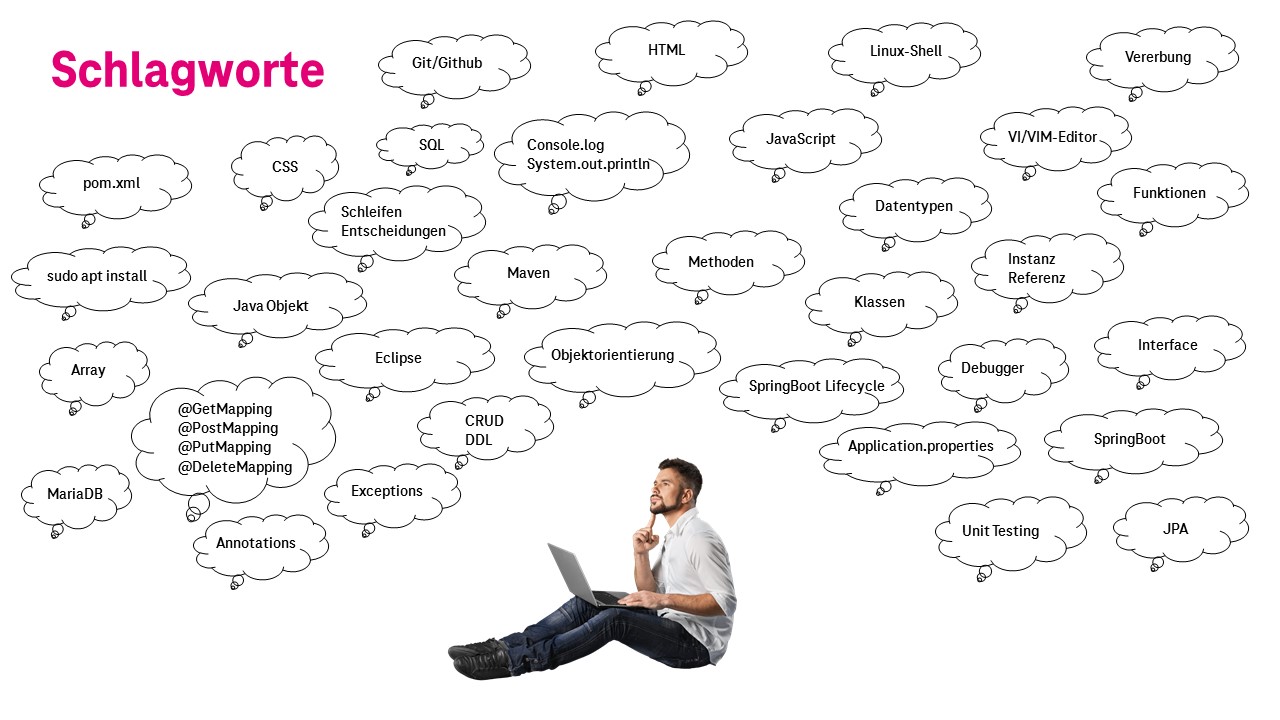 Schlagworte
Git/Github
HTML
Linux-Shell
Vererbung
pom.xml
CSS
SQL
Console.log
System.out.println
JavaScript
VI/VIM-Editor
Schleifen
Entscheidungen
Datentypen
Funktionen
sudo apt install
Java Objekt
Maven
Methoden
Klassen
Instanz
Referenz
Array
Eclipse
Objektorientierung
SpringBoot Lifecycle
Debugger
Interface
@GetMapping
@PostMapping
@PutMapping
@DeleteMapping
CRUD
DDL
Application.properties
SpringBoot
MariaDB
Exceptions
Annotations
Unit Testing
JPA